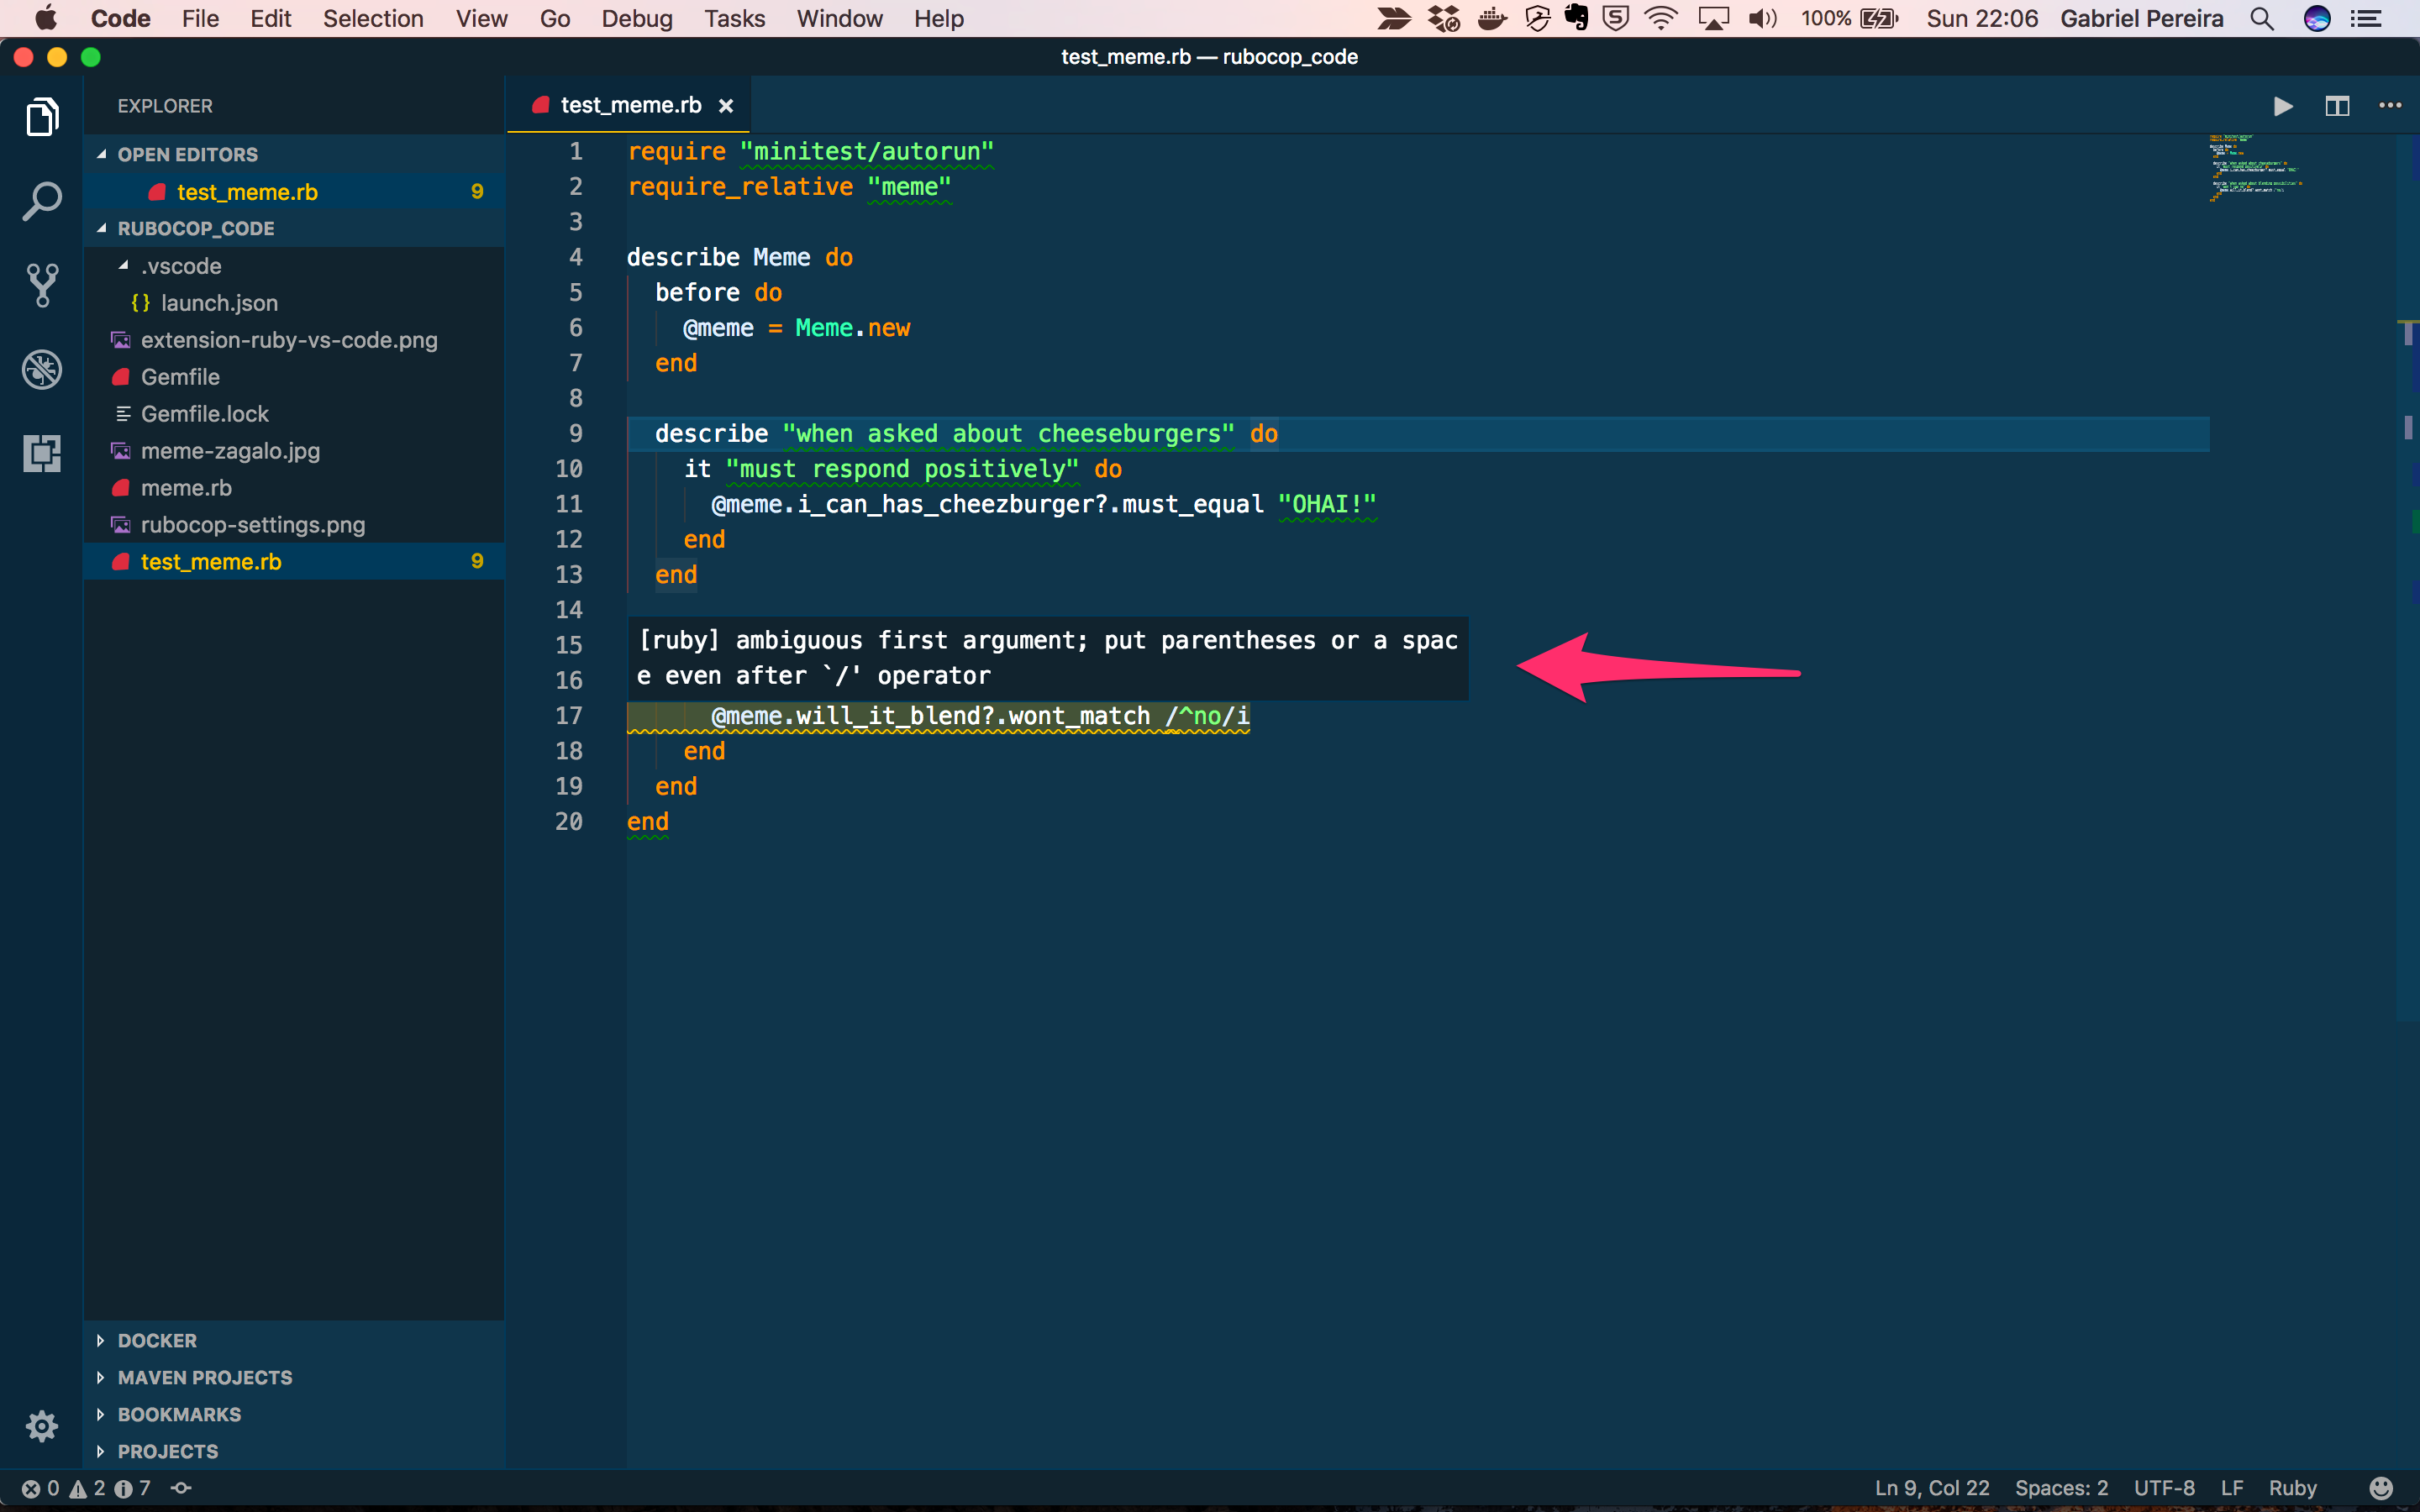 Code File Edit Selection View Go Debug Tasks Window Help 100% Sun 22:06 Gabriel Pereira
test_meme.rb — rubocop_code
EXPLORER
OPEN EDITORS
test_meme.rb 9
RUBOCOP_CODE
.vscode
{} launch.json
extension-ruby-vs-code.png
Gemfile
Gemfile.lock
meme-zagalo.jpg
meme.rb
rubocop-settings.png
test_meme.rb 9
DOCKER
MAVEN PROJECTS
BOOKMARKS
PROJECTS
test_meme.rb ×
1 require "minitest/autorun"
2 require_relative "meme"
3
4 describe Meme do
5 before do
6 @meme = Meme.new
7 end
8
9 describe "when asked about cheeseburgers" do
10 it "must respond positively" do
11 @meme.i_can_has_cheezburger?.must_equal "OHAI!"
12 end
13 end
14
15 [ruby] ambiguous first argument; put parentheses or a spac
16 e even after `/' operator
17 @meme.will_it_blend?.wont_match /^no/i
18 end
19 end
20 end
0 2 7 Ln 9, Col 22 Spaces: 2 UTF-8 LF Ruby